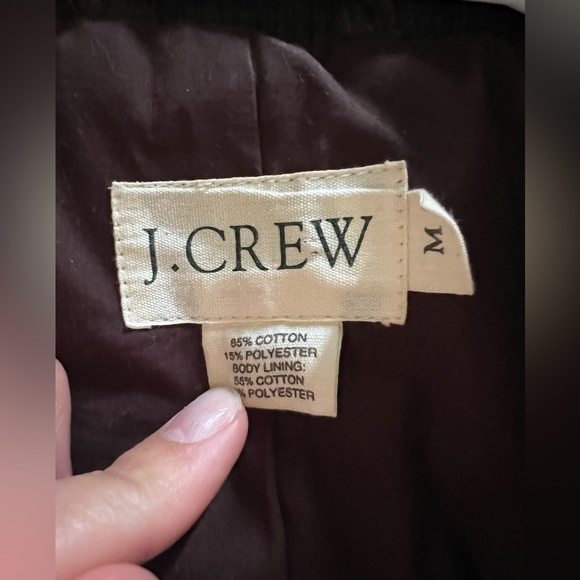 J.CREW
M
85% COTTON
15% POLYESTER
BODY LINING:
55% COTTON
% POLYESTER